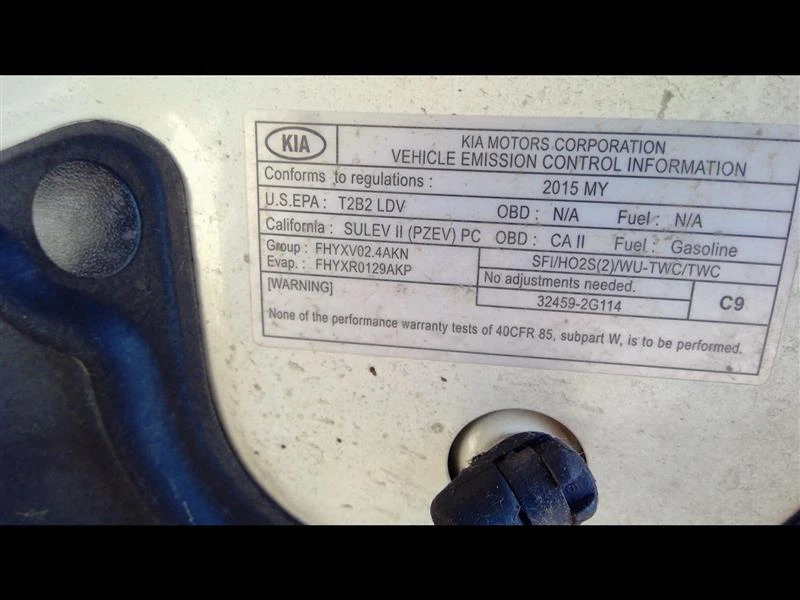 KIA
KIA MOTORS CORPORATION
VEHICLE EMISSION CONTROL INFORMATION
Conforms to regulations : 2015 MY
U.S.EPA : T2B2 LDV OBD : N/A Fuel : N/A
California : SULEV II (PZEV) PC OBD : CA II Fuel : Gasoline
Group : FHYXV02.4AKN
Evap. : FHYXR0129AKP
SFI/HO2S(2)/WU-TWC/TWC
No adjustments needed.
32459-2G114
C9
[WARNING]
None of the performance warranty tests of 40CFR 85, subpart W, is to be performed.